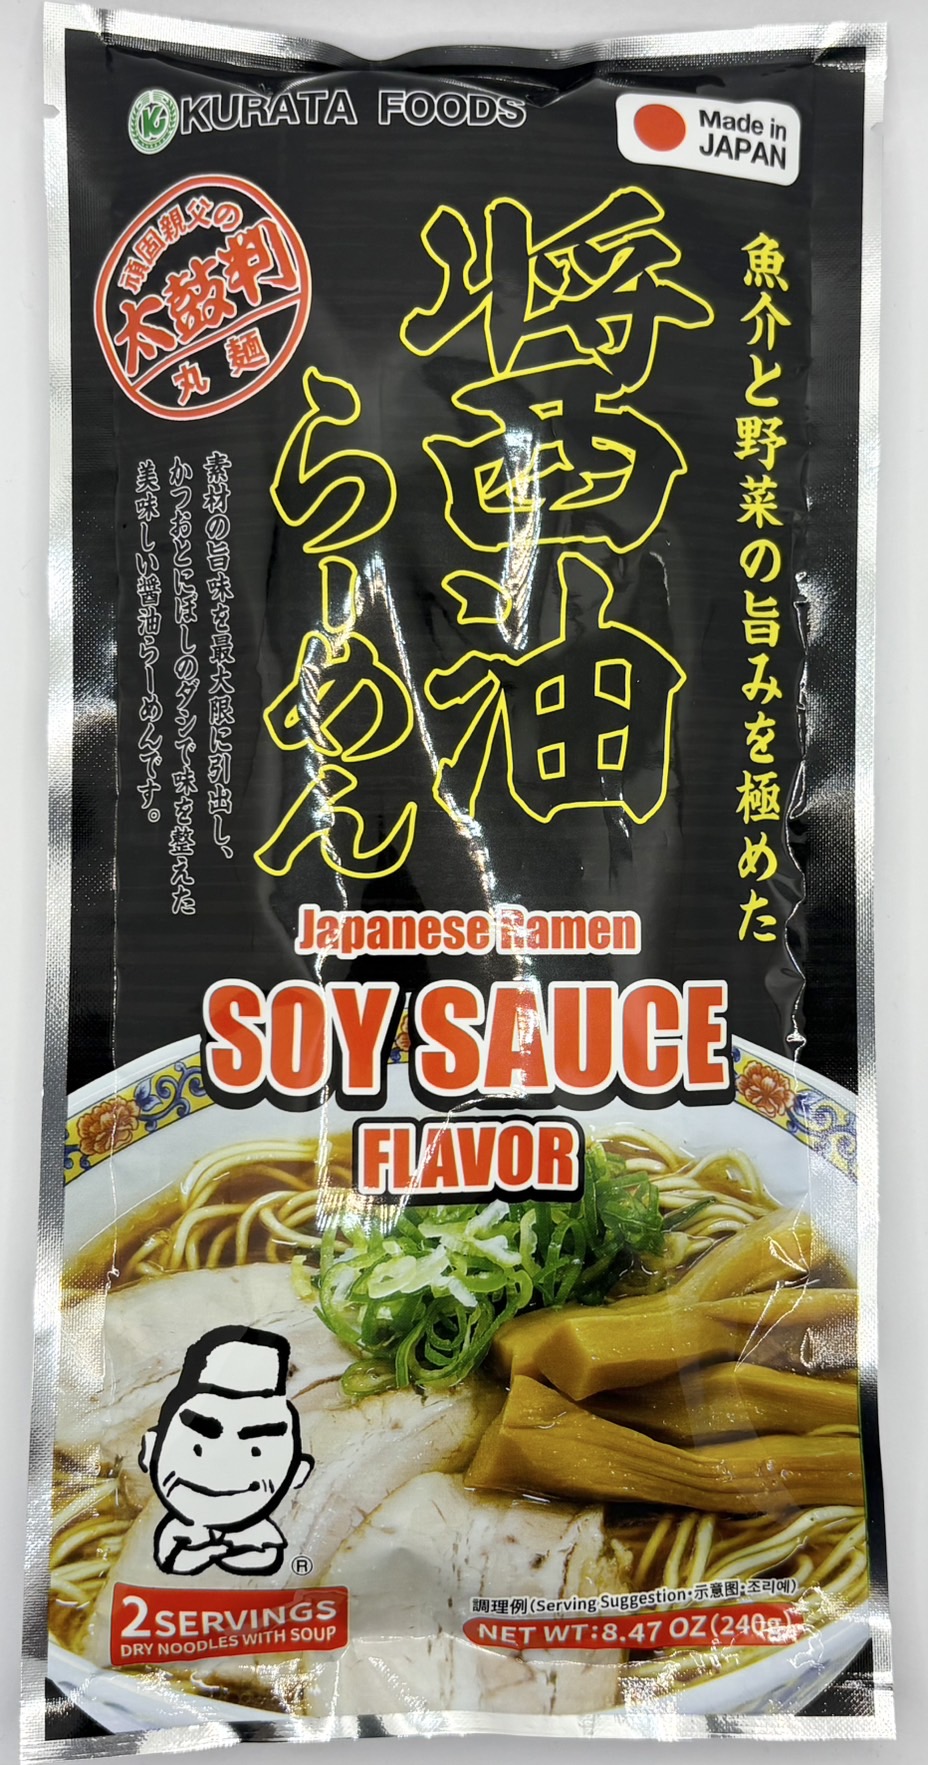 KURATA FOODS
Made in
JAPAN
頑固親父の
太鼓判
丸麺
魚介と野菜の旨みを極めた
醤油
らーめん
素材の旨味を最大限に引出し、
かつおとにぼしのダシで味を整えた
美味しい醤油らーめんです。
Japanese Ramen
SOY SAUCE
FLAVOR
®
2 SERVINGS
DRY NOODLES WITH SOUP
調理例(Serving Suggestion･示意图･조리예)
NET WT:8.47 OZ(240g)